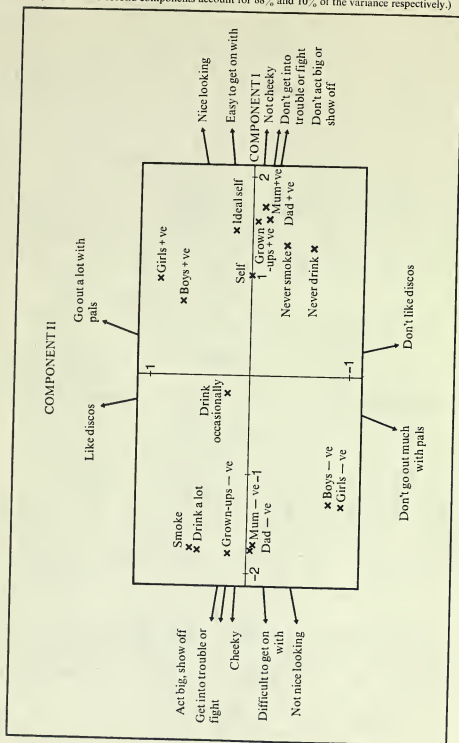 second components account for 88% and 10% of the variance respectively.)
COMPONENT II
Go out a lot with
pals
Like discos
Nice looking
Easy to get on with
COMPONENT I
Not cheeky
Don't get into
trouble or fight
Don't act big or
show off
Act big, show off
Get into trouble or
fight
Cheeky
Difficult to get on
with
Not nice looking
1
Girls + ve
Boys + ve
Ideal self
Self
Smoke
Drink a lot
Grown-ups – ve
Drink
occasionally
-2
-1
1
2
Mum – ve
Dad – ve
Grown
-ups + ve
Mum+ve
Dad + ve
Never smoke
Never drink
Boys – ve
Girls – ve
-1
Don't go out much
with pals
Don't like discos